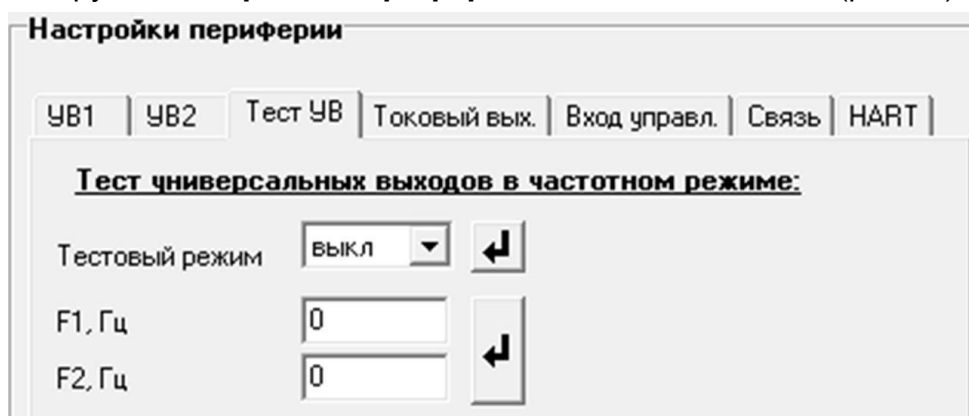 Настройки периферии
УВ1 УВ2 Тест УВ Токовый вых. Вход управл. Связь HART
Тест универсальных выходов в частотном режиме:
Тестовый режим выкл
F1, Гц 0
F2, Гц 0